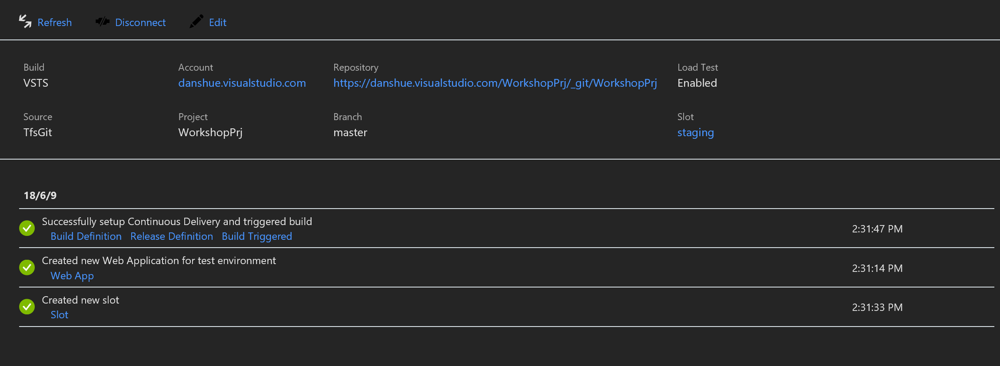 Refresh Disconnect Edit
Build Account Repository Load Test
VSTS danshue.visualstudio.com https://danshue.visualstudio.com/WorkshopPrj/_git/WorkshopPrj Enabled
Source Project Branch Slot
TfsGit WorkshopPrj master staging
18/6/9
Successfully setup Continuous Delivery and triggered build
2:31:47 PM
Build Definition Release Definition Build Triggered
Created new Web Application for test environment
2:31:14 PM
Web App
Created new slot
2:31:33 PM
Slot